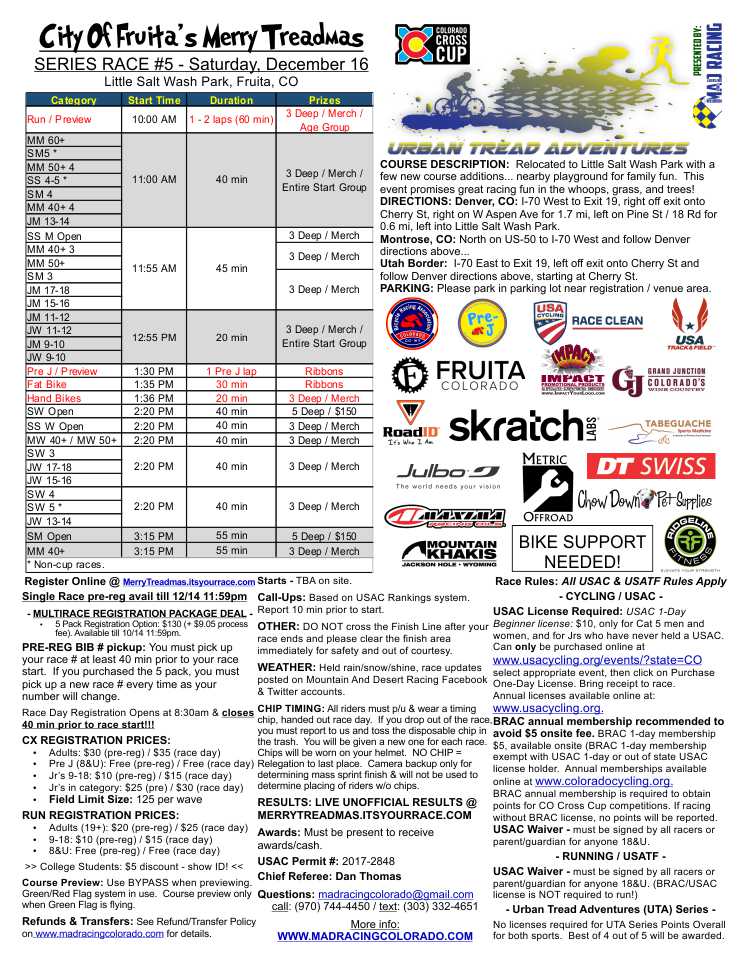 City Of Fruita's Merry Treadmas
SERIES RACE #5 - Saturday, December 16
Little Salt Wash Park, Fruita, CO
Category Start Time Duration Prizes
Run / Preview 10:00 AM 1 - 2 laps (60 min) 3 Deep / Merch / Age Group
MM 60+
SM5 *
MM 50+ 4
SS 4-5 *
SM 4
MM 40+ 4
JM 13-14
11:00 AM 40 min 3 Deep / Merch / Entire Start Group
SS M Open 3 Deep / Merch
MM 40+ 3
MM 50+
3 Deep / Merch
SM 3
JM 17-18
JM 15-16
3 Deep / Merch
11:55 AM 45 min
JM 11-12
JW 11-12
JM 9-10
JW 9-10
12:55 PM 20 min 3 Deep / Merch / Entire Start Group
Pre J / Preview 1:30 PM 1 Pre J lap Ribbons
Fat Bike 1:35 PM 30 min Ribbons
Hand Bikes 1:36 PM 20 min 3 Deep / Merch
SW Open 2:20 PM 40 min 5 Deep / $150
SS W Open 2:20 PM 40 min 3 Deep / Merch
MW 40+ / MW 50+ 2:20 PM 40 min 3 Deep / Merch
SW 3
JW 17-18
JW 15-16
2:20 PM 40 min 3 Deep / Merch
SW 4
SW 5 *
JW 13-14
2:20 PM 40 min 3 Deep / Merch
SM Open 3:15 PM 55 min 5 Deep / $150
MM 40+ 3:15 PM 55 min 3 Deep / Merch
* Non-cup races.
COLORADO CROSS CUP
PRESENTED BY:
MAD RACING
URBAN TREAD ADVENTURES
COURSE DESCRIPTION: Relocated to Little Salt Wash Park with a
few new course additions... nearby playground for family fun. This
event promises great racing fun in the whoops, grass, and trees!
DIRECTIONS: Denver, CO: I-70 West to Exit 19, right off exit onto
Cherry St, right on W Aspen Ave for 1.7 mi, left on Pine St / 18 Rd for
0.6 mi, left into Little Salt Wash Park.
Montrose, CO: North on US-50 to I-70 West and follow Denver
directions above...
Utah Border: I-70 East to Exit 19, left off exit onto Cherry St and
follow Denver directions above, starting at Cherry St.
PARKING: Please park in parking lot near registration / venue area.
Bicycle Racing Association
COLORADO
Pre-J
USA CYCLING
RACE CLEAN
USA
TRACK & FIELD
FRUITA
COLORADO
IMPACT
IMPACT
PROMOTIONAL PRODUCTS
GJ
GRAND JUNCTION
COLORADO'S
WINE COUNTRY
RoadID
It's Who I Am.
skratch LABS
TABEGUACHE
Sports Medicine
Julbo
The world needs your vision
METRIC
OFFROAD
DT SWISS
Chow Down Pet Supplies
MAXIMA
RACING OILS
MOUNTAIN KHAKIS
JACKSON HOLE • WYOMING
BIKE SUPPORT
NEEDED!
RIDGELINE
FITNESS
ELEVATE YOUR STRENGTH
Register Online @ MerryTreadmas.itsyourrace.com
Single Race pre-reg avail till 12/14 11:59pm
- MULTIRACE REGISTRATION PACKAGE DEAL -
• 5 Pack Registration Option: $130 (+ $9.05 process
fee). Available till 10/14 11:59pm.
PRE-REG BIB # pickup: You must pick up
your race # at least 40 min prior to your race
start. If you purchased the 5 pack, you must
pick up a new race # every time as your
number will change.
Race Day Registration Opens at 8:30am & closes
40 min prior to race start!!!
CX REGISTRATION PRICES:
• Adults: $30 (pre-reg) / $35 (race day)
• Pre J (8&U): Free (pre-reg) / Free (race day)
• Jr's 9-18: $10 (pre-reg) / $15 (race day)
• Jr's in category: $25 (pre) / $30 (race day)
• Field Limit Size: 125 per wave
RUN REGISTRATION PRICES:
• Adults (19+): $20 (pre-reg) / $25 (race day)
• 9-18: $10 (pre-reg) / $15 (race day)
• 8&U: Free (pre-reg) / Free (race day)
>> College Students: $5 discount - show ID! <<
Course Preview: Use BYPASS when previewing.
Green/Red Flag system in use. Course preview only
when Green Flag is flying.
Refunds & Transfers: See Refund/Transfer Policy
on www.madracingcolorado.com for details.
Starts - TBA on site.
Call-Ups: Based on USAC Rankings system.
Report 10 min prior to start.
OTHER: DO NOT cross the Finish Line after your
race ends and please clear the finish area
immediately for safety and out of courtesy.
WEATHER: Held rain/snow/shine, race updates
posted on Mountain And Desert Racing Facebook
& Twitter accounts.
CHIP TIMING: All riders must p/u & wear a timing
chip, handed out race day. If you drop out of the race,
you must report to us and toss the disposable chip in
the trash. You will be given a new one for each race.
Chips will be worn on your helmet. NO CHIP =
Relegation to last place. Camera backup only for
determining mass sprint finish & will not be used to
determine placing of riders w/o chips.
RESULTS: LIVE UNOFFICIAL RESULTS @
MERRYTREADMAS.ITSYOURRACE.COM
Awards: Must be present to receive
awards/cash.
USAC Permit #: 2017-2848
Chief Referee: Dan Thomas
Questions: madracingcolorado@gmail.com
call: (970) 744-4450 / text: (303) 332-4651
More info:
WWW.MADRACINGCOLORADO.COM
Race Rules: All USAC & USATF Rules Apply
- CYCLING / USAC -
USAC License Required: USAC 1-Day
Beginner license: $10, only for Cat 5 men and
women, and for Jrs who have never held a USAC.
Can only be purchased online at
www.usacycling.org/events/?state=CO
select appropriate event, then click on Purchase
One-Day License. Bring receipt to race.
Annual licenses available online at:
www.usacycling.org.
BRAC annual membership recommended to
avoid $5 onsite fee. BRAC 1-day membership
$5, available onsite (BRAC 1-day membership
exempt with USAC 1-day or out of state USAC
license holder. Annual memberships available
online at www.coloradocycling.org.
BRAC annual membership is required to obtain
points for CO Cross Cup competitions. If racing
without BRAC license, no points will be reported.
USAC Waiver - must be signed by all racers or
parent/guardian for anyone 18&U.
- RUNNING / USATF -
USAC Waiver - must be signed by all racers or
parent/guardian for anyone 18&U. (BRAC/USAC
license is NOT required to run!)
- Urban Tread Adventures (UTA) Series -
No licenses required for UTA Series Points Overall
for both sports. Best of 4 out of 5 will be awarded.